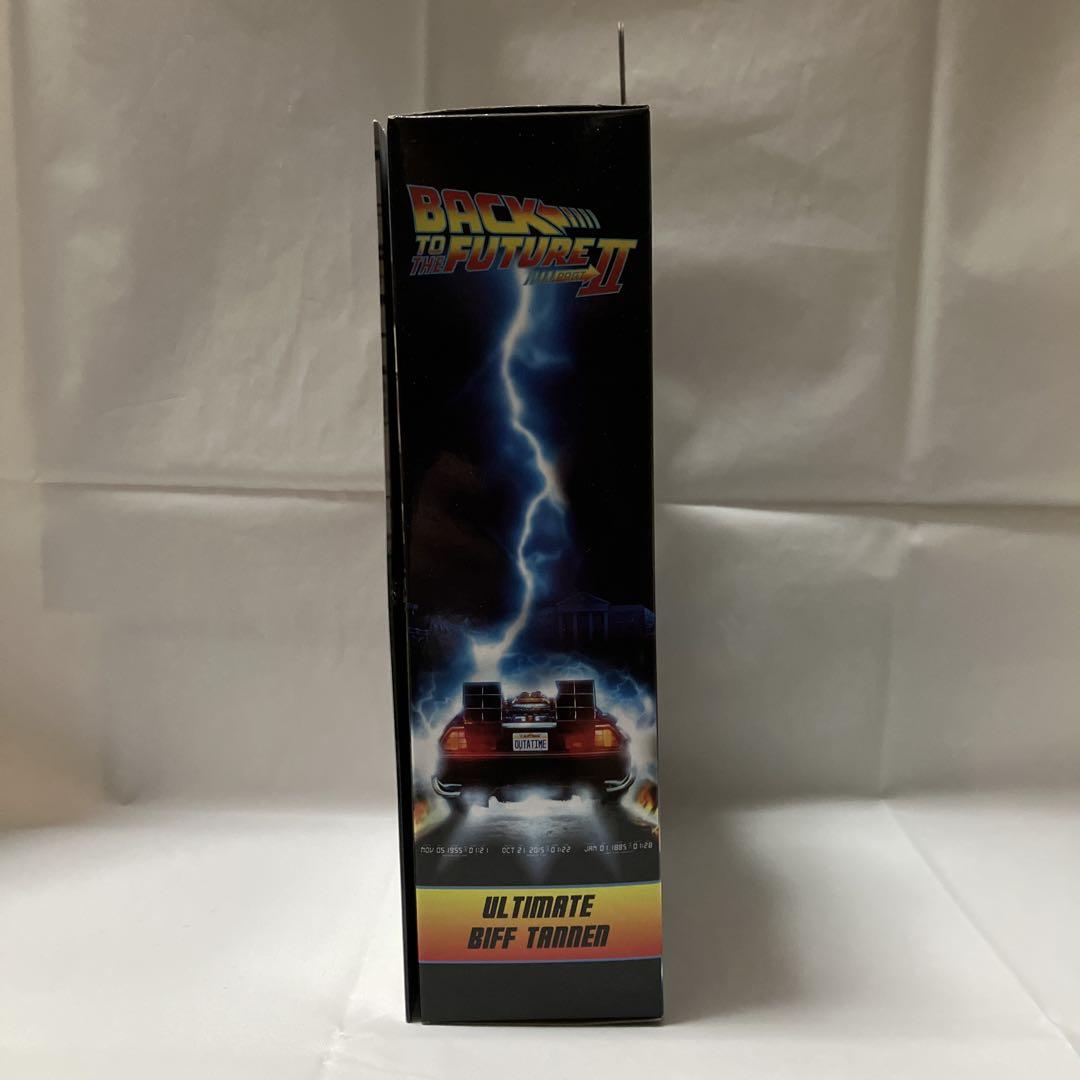 BACK
TO THE FUTURE
PART II
OUTATIME
NOV 05 1955 01:21 OCT 21 2015 01:22 JAN 01 1885 01:28
ULTIMATE
BIFF TANNEN